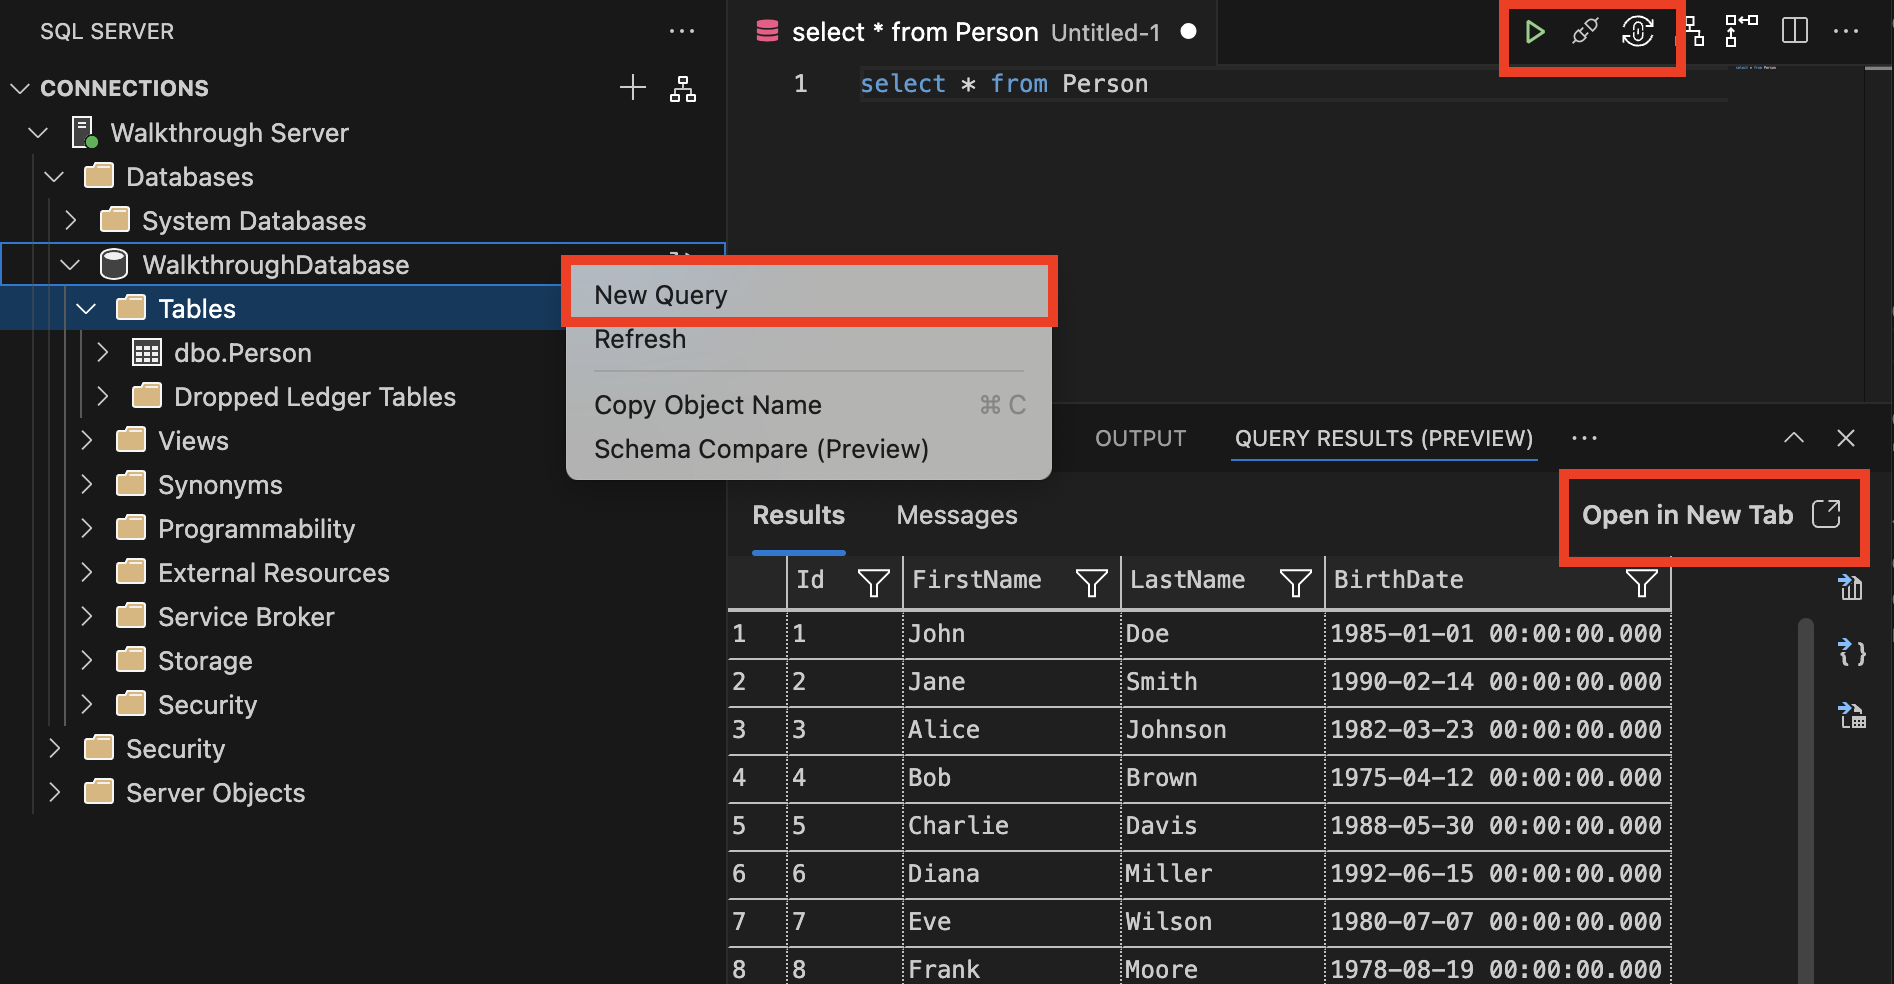 SQL SERVER
CONNECTIONS
Walkthrough Server
Databases
System Databases
WalkthroughDatabase
Tables
dbo.Person
Dropped Ledger Tables
Views
Synonyms
Programmability
External Resources
Service Broker
Storage
Security
Security
Server Objects
select * from Person Untitled-1
1 select * from Person
New Query
Refresh
Copy Object Name ⌘ C
Schema Compare (Preview)
OUTPUT QUERY RESULTS (PREVIEW)
Results Messages Open in New Tab
Id FirstName LastName BirthDate
1 1 John Doe 1985-01-01 00:00:00.000
2 2 Jane Smith 1990-02-14 00:00:00.000
3 3 Alice Johnson 1982-03-23 00:00:00.000
4 4 Bob Brown 1975-04-12 00:00:00.000
5 5 Charlie Davis 1988-05-30 00:00:00.000
6 6 Diana Miller 1992-06-15 00:00:00.000
7 7 Eve Wilson 1980-07-07 00:00:00.000
8 8 Frank Moore 1978-08-19 00:00:00.000